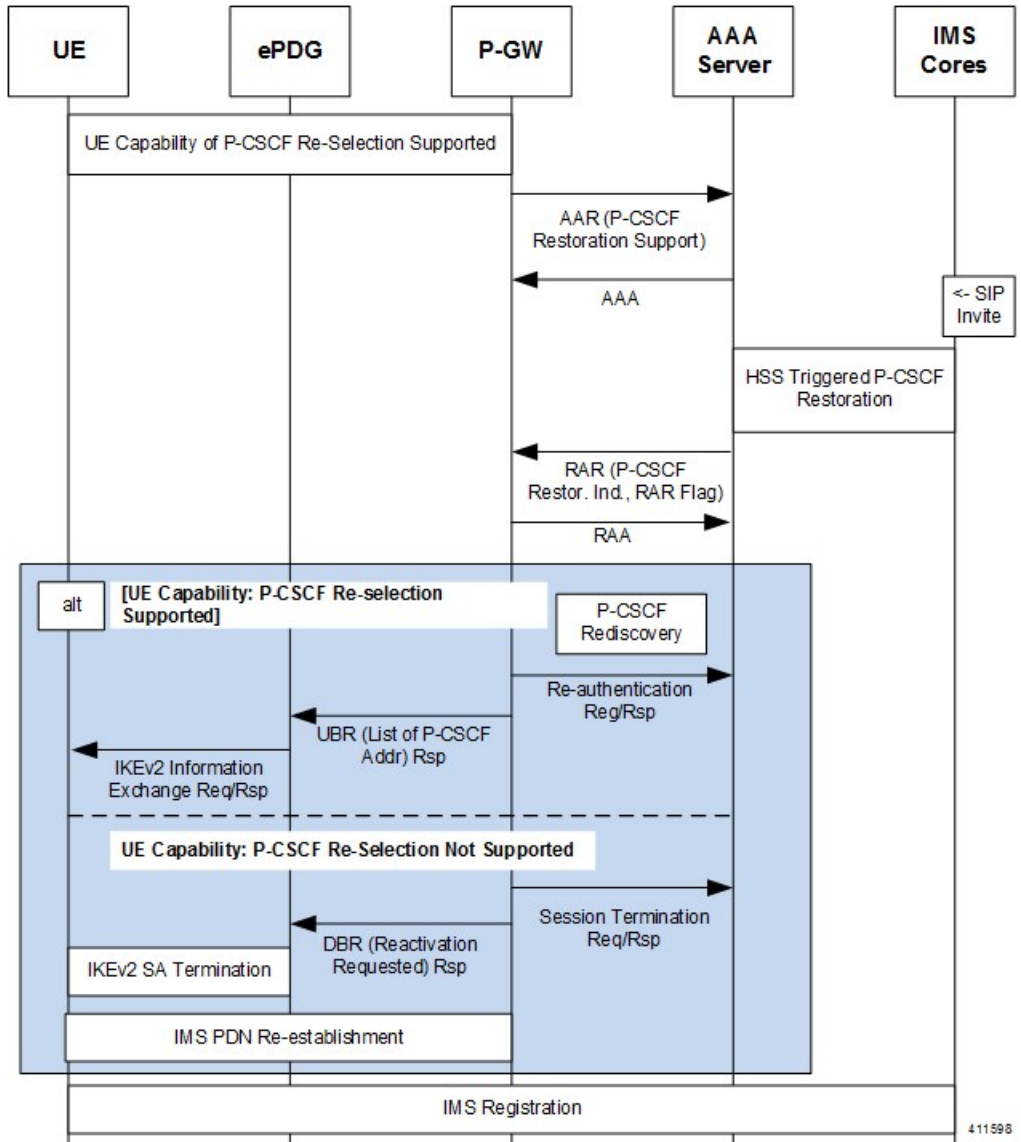 UE
ePDG
P-GW
AAA
Server
IMS
Cores
UE Capability of P-CSCF Re-Selection Supported
AAR (P-CSCF
Restoration Support)
AAA
<- SIP
Invite
HSS Triggered P-CSCF
Restoration
RAR (P-CSCF
Restor. Ind., RAR Flag)
RAA
alt
[UE Capability: P-CSCF Re-selection
Supported]
P-CSCF
Rediscovery
Re-authentication
Reg/Rsp
UBR (List of P-CSCF
Addr) Rsp
IKEv2 Information
Exchange Req/Rsp
UE Capability: P-CSCF Re-Selection Not Supported
Session Termination
Req/Rsp
DBR (Reactivation
Requested) Rsp
IKEv2 SA Termination
IMS PDN Re-establishment
IMS Registration
411598